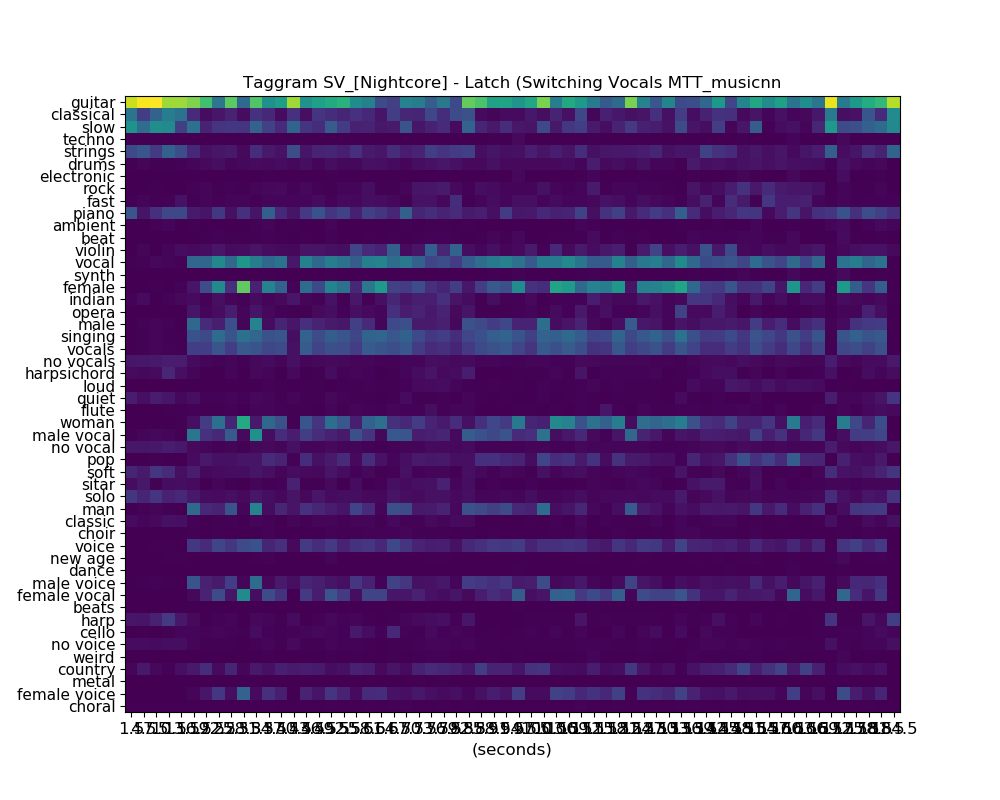 Taggram SV_[Nightcore] - Latch (Switching Vocals MTT_musicnn
guitar
classical
slow
techno
strings
drums
electronic
rock
fast
piano
ambient
beat
violin
vocal
synth
female
indian
opera
male
singing
vocals
no vocals
harpsichord
loud
quiet
flute
woman
male vocal
no vocal
pop
soft
sitar
solo
man
classic
choir
voice
new age
dance
male voice
female vocal
beats
harp
cello
no voice
weird
country
metal
female voice
choral
(seconds)